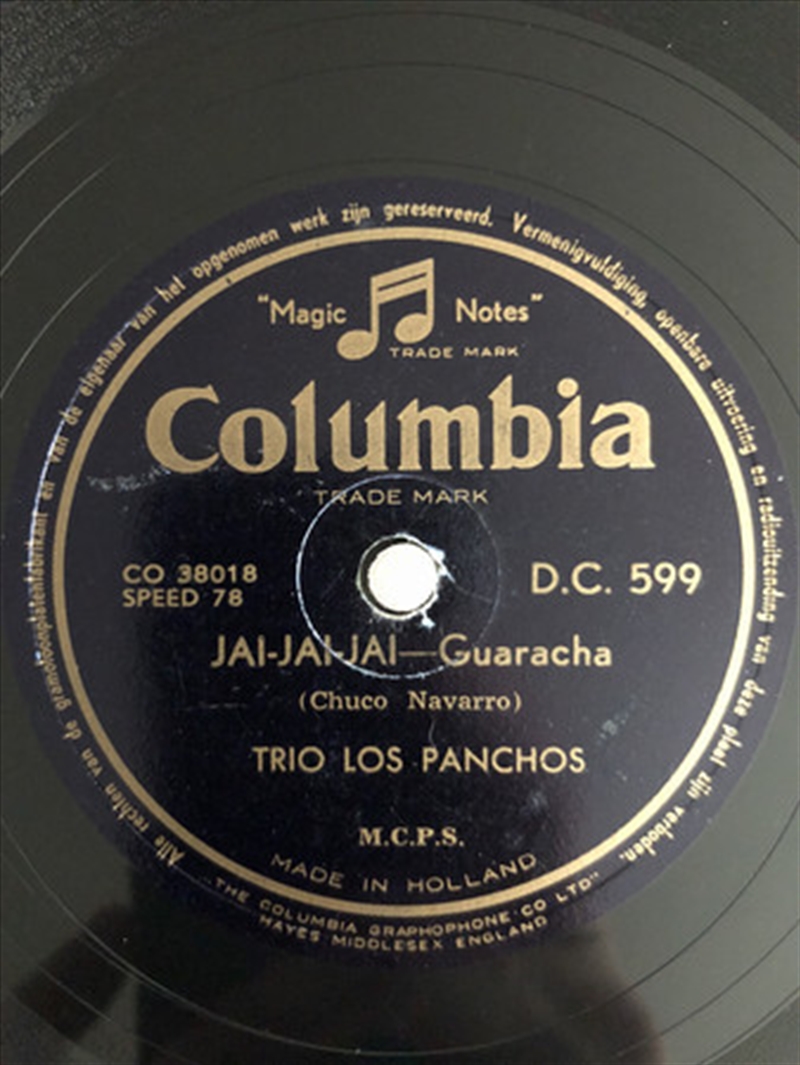 Alle rechten van de gramofoonplatenfabrikant en van de eigenaar van het opgenomen werk zijn gereserveerd. Vermenigvuldiging, openbare uitvoering en radiouitzending van deze plaat zijn verboden.
"Magic Notes"
TRADE MARK
Columbia
TRADE MARK
CO 38018
SPEED 78
D.C. 599
JAI-JAI-JAI—Guaracha
(Chuco Navarro)
TRIO LOS PANCHOS
M.C.P.S.
MADE IN HOLLAND
"THE COLUMBIA GRAPHOPHONE CO LTD"
HAYES MIDDLESEX ENGLAND